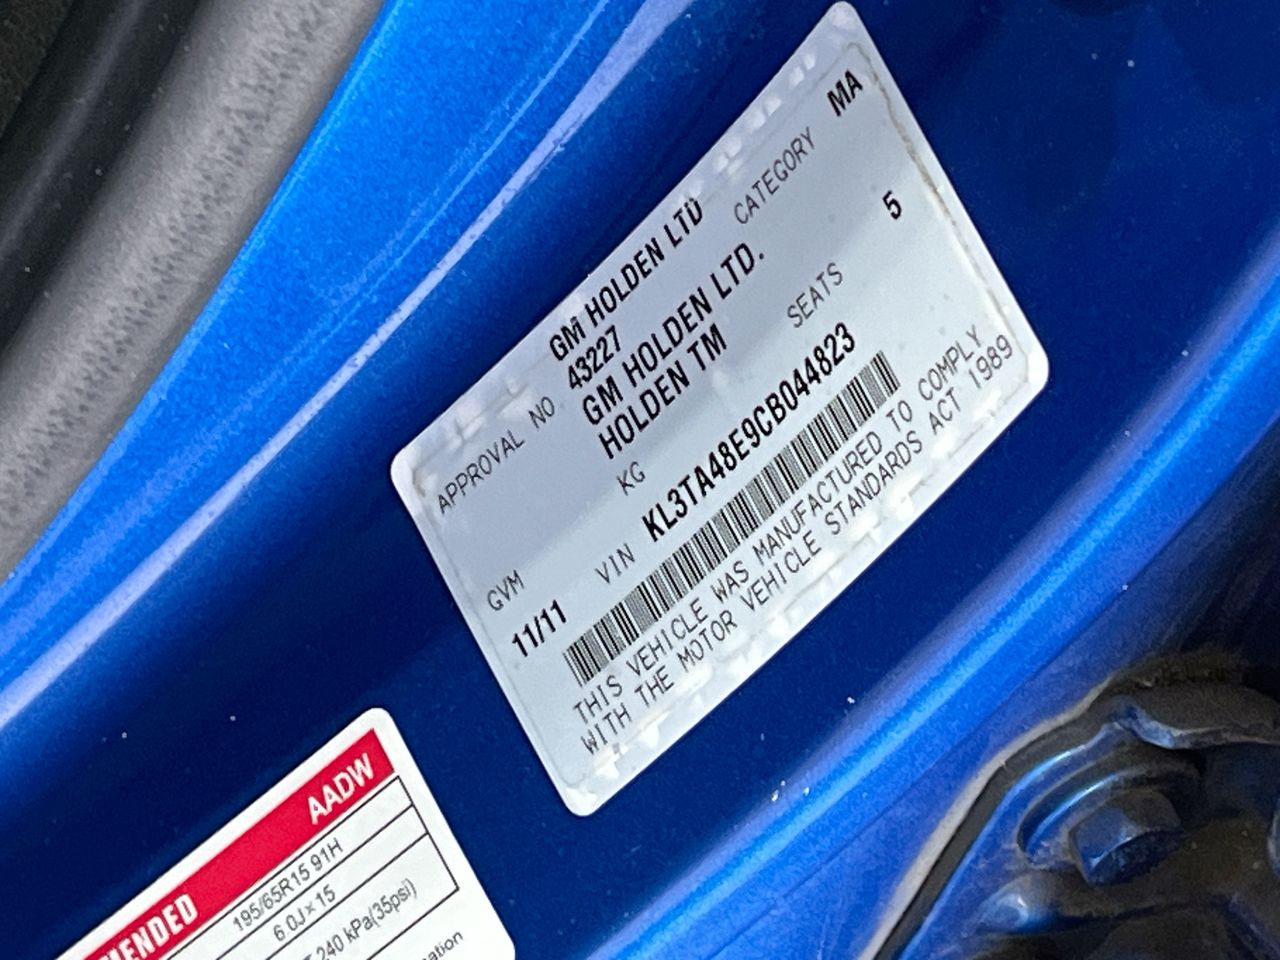 GM HOLDEN LTD
APPROVAL NO 43227 CATEGORY MA
GM HOLDEN LTD.
HOLDEN TM
GVM KG SEATS 5
11/11 VIN KL3TA48E9CB044823
THIS VEHICLE WAS MANUFACTURED TO COMPLY
WITH THE MOTOR VEHICLE STANDARDS ACT 1989
AADW
195/65R15 91H
6.0J×15
240 kPa(35psi)